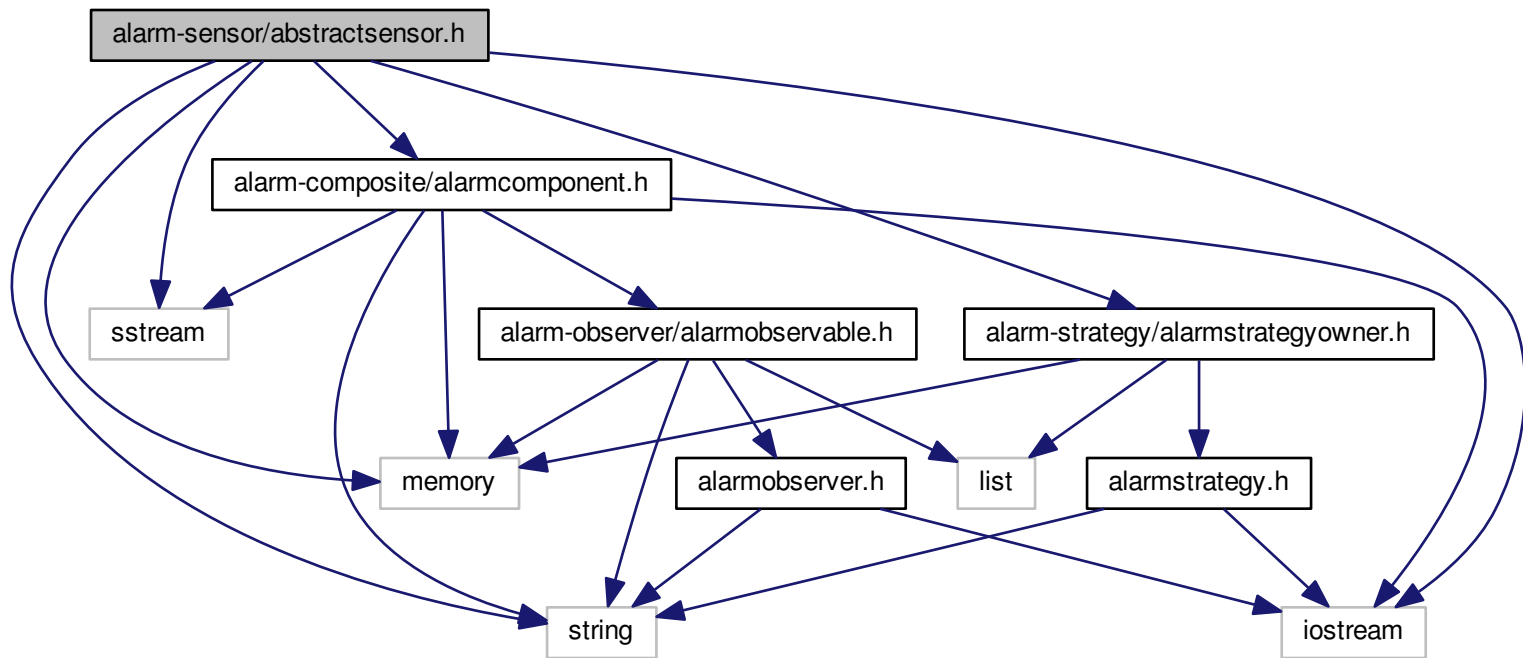 alarm-sensor/abstractsensor.h
alarm-composite/alarmcomponent.h
sstream
alarm-observer/alarmobservable.h
alarm-strategy/alarmstrategyowner.h
memory
alarmobserver.h
list
alarmstrategy.h
string
iostream